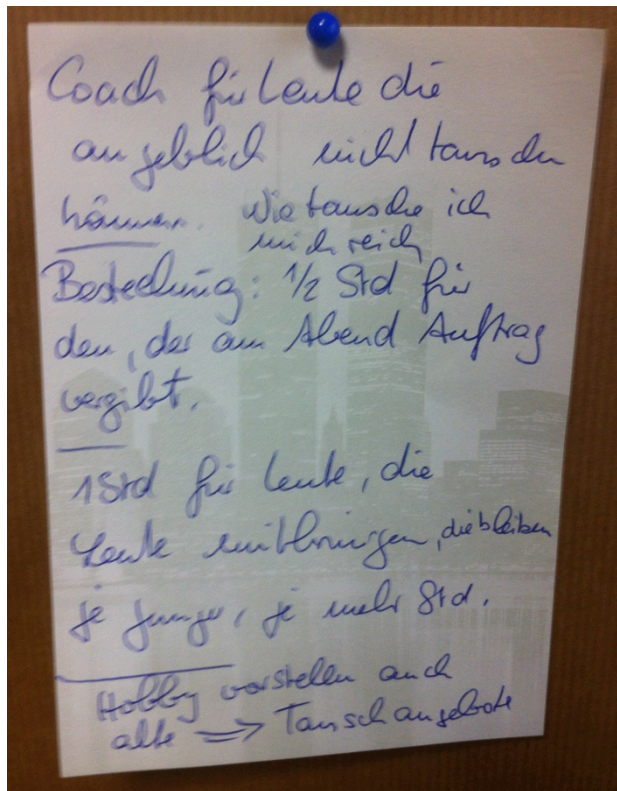 Coach für Leute die
angeblich nicht tauschen
können. Wie tausche ich
mich reich
Bestechung: 1/2 Std für
den, der am Abend Auftrag
vergibt.
1 Std für Leute, die
Leute mitbringen, die bleiben
je junger, je mehr Std.
Hobby vorstellen auch
alte => Tauschangebote